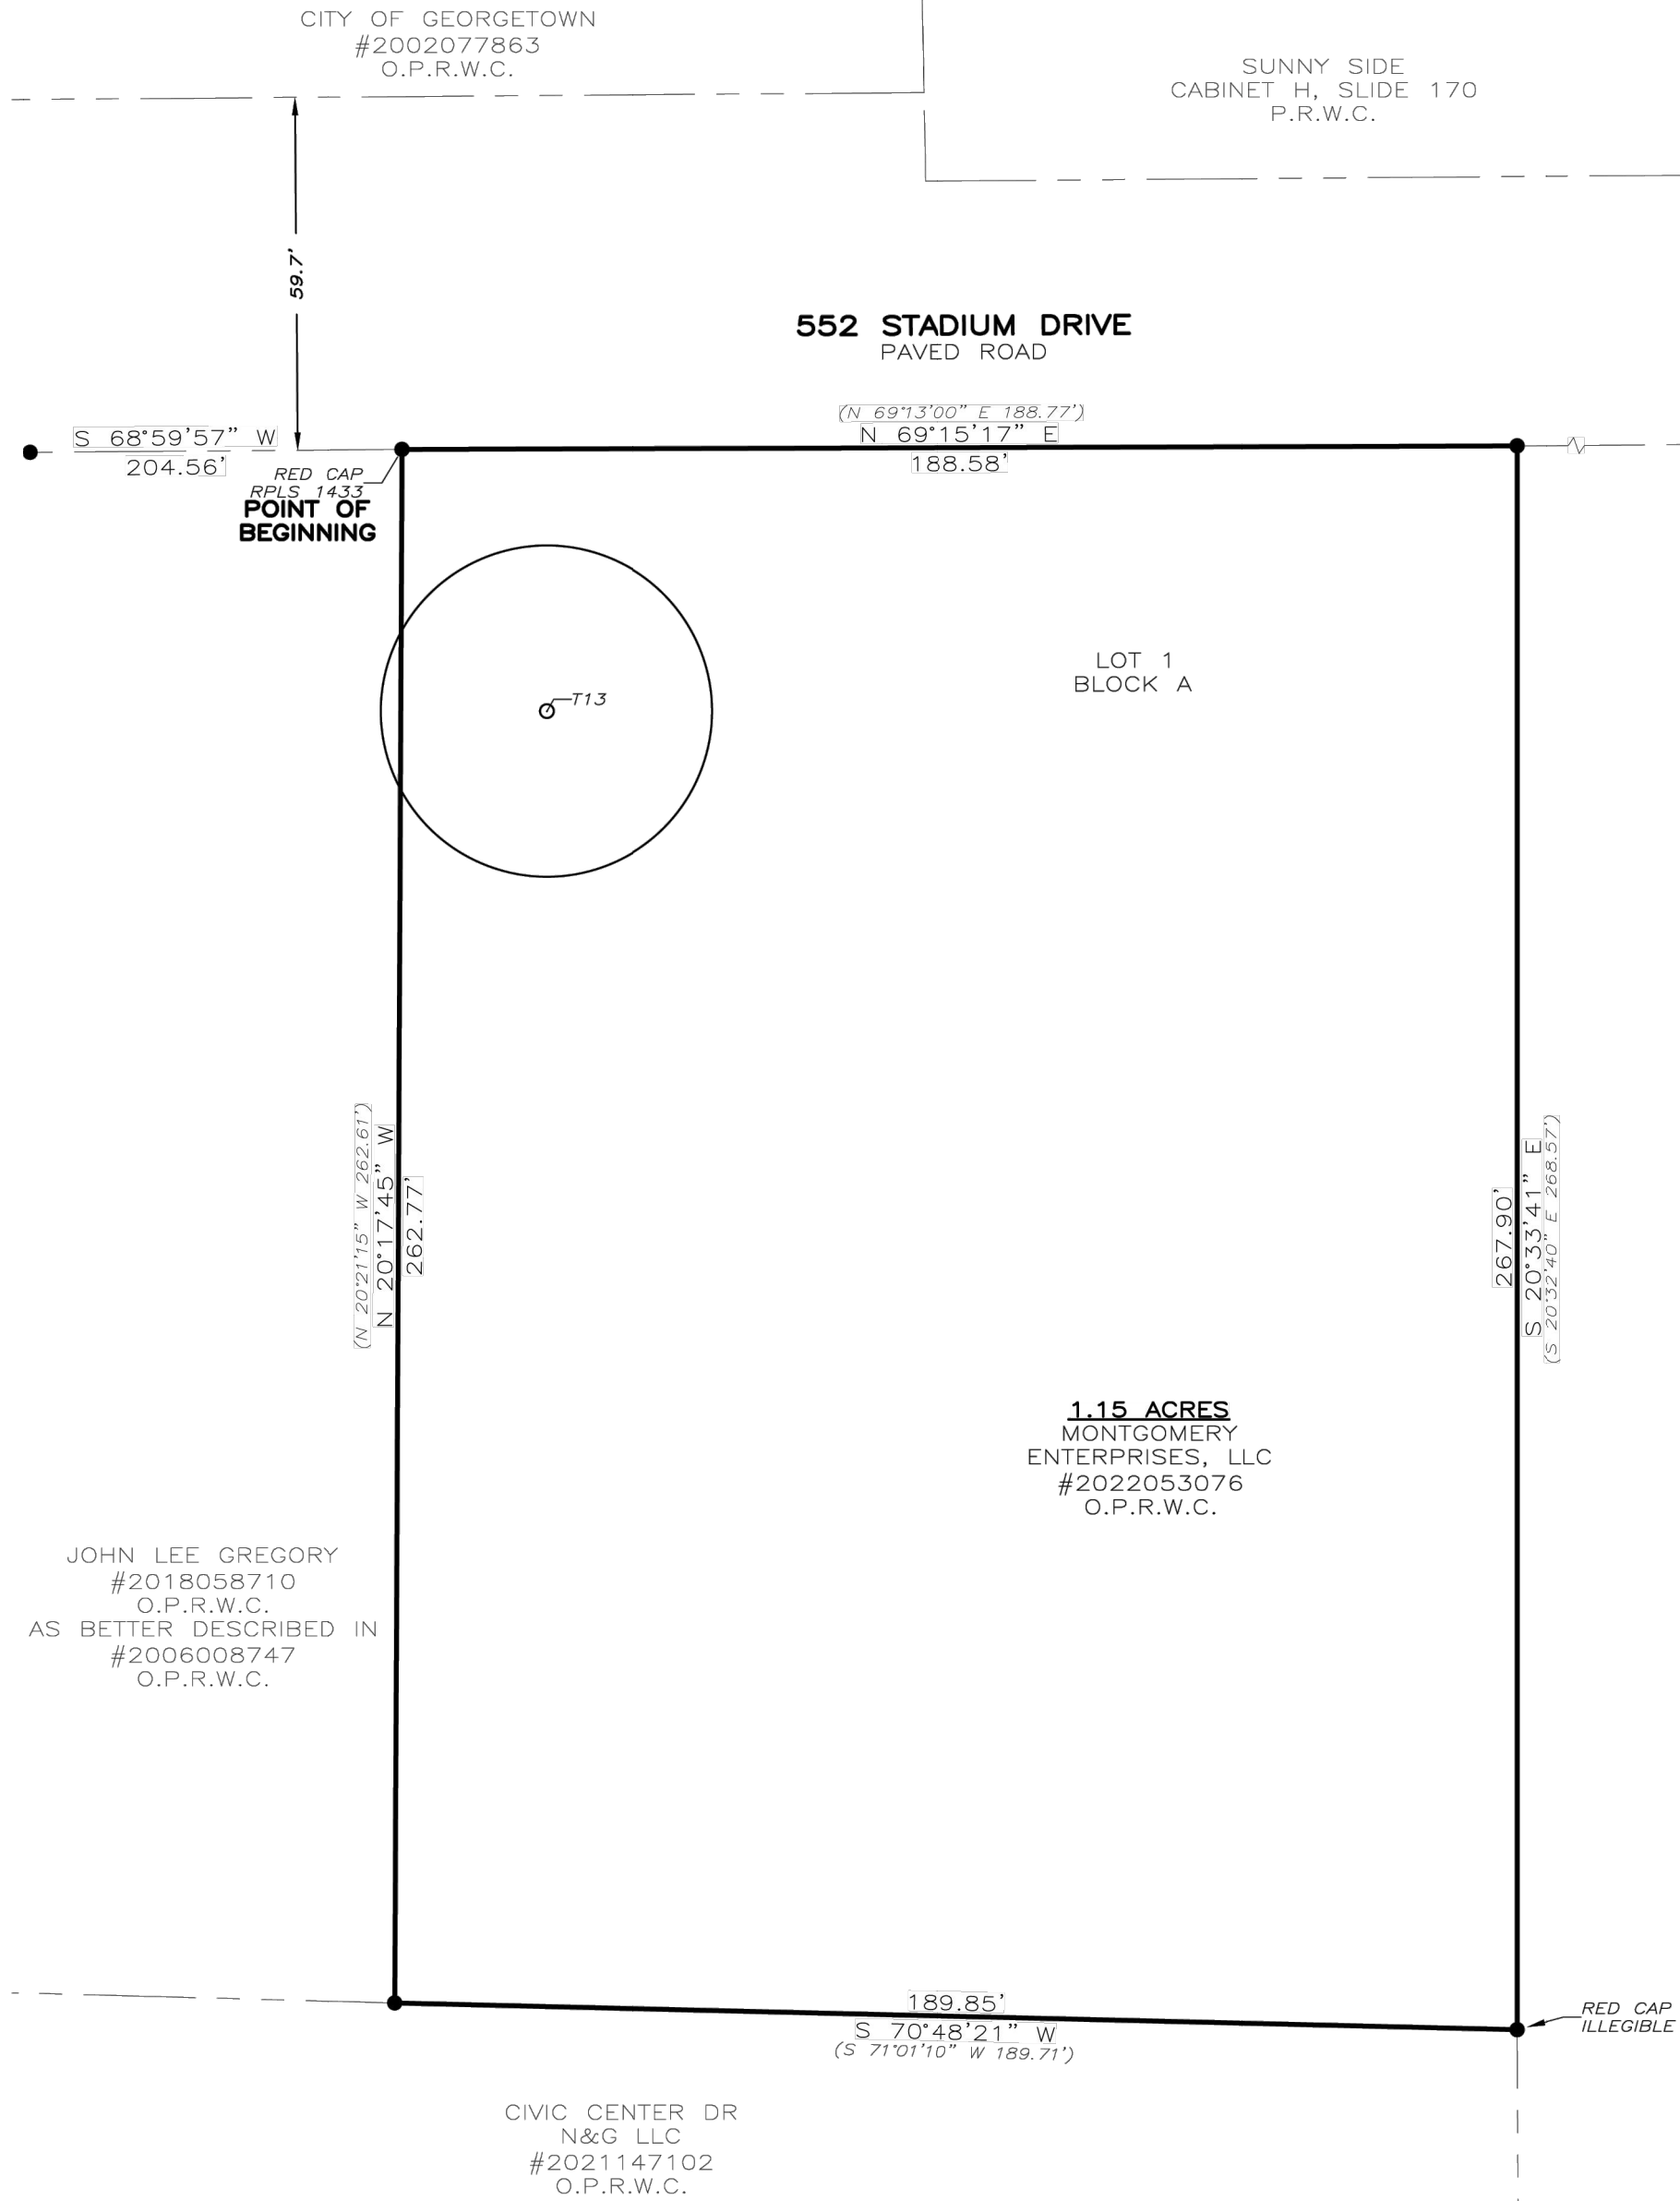 CITY OF GEORGETOWN
#2002077863
O.P.R.W.C.
SUNNY SIDE
CABINET H, SLIDE 170
P.R.W.C.
59.7'
552 STADIUM DRIVE
PAVED ROAD
(N 69°13'00" E 188.77')
N 69°15'17" E
188.58'
S 68°59'57" W
204.56'
RED CAP
RPLS 1433
POINT OF
BEGINNING
T13
LOT 1
BLOCK A
(N 20°21'15" W 262.61')
N 20°17'45" W
262.77'
267.90'
S 20°33'41" E
(S 20°32'40" E 268.57')
1.15 ACRES
MONTGOMERY
ENTERPRISES, LLC
#2022053076
O.P.R.W.C.
JOHN LEE GREGORY
#2018058710
O.P.R.W.C.
AS BETTER DESCRIBED IN
#2006008747
O.P.R.W.C.
189.85'
S 70°48'21" W
(S 71°01'10" W 189.71')
RED CAP
ILLEGIBLE
CIVIC CENTER DR
N&G LLC
#2021147102
O.P.R.W.C.